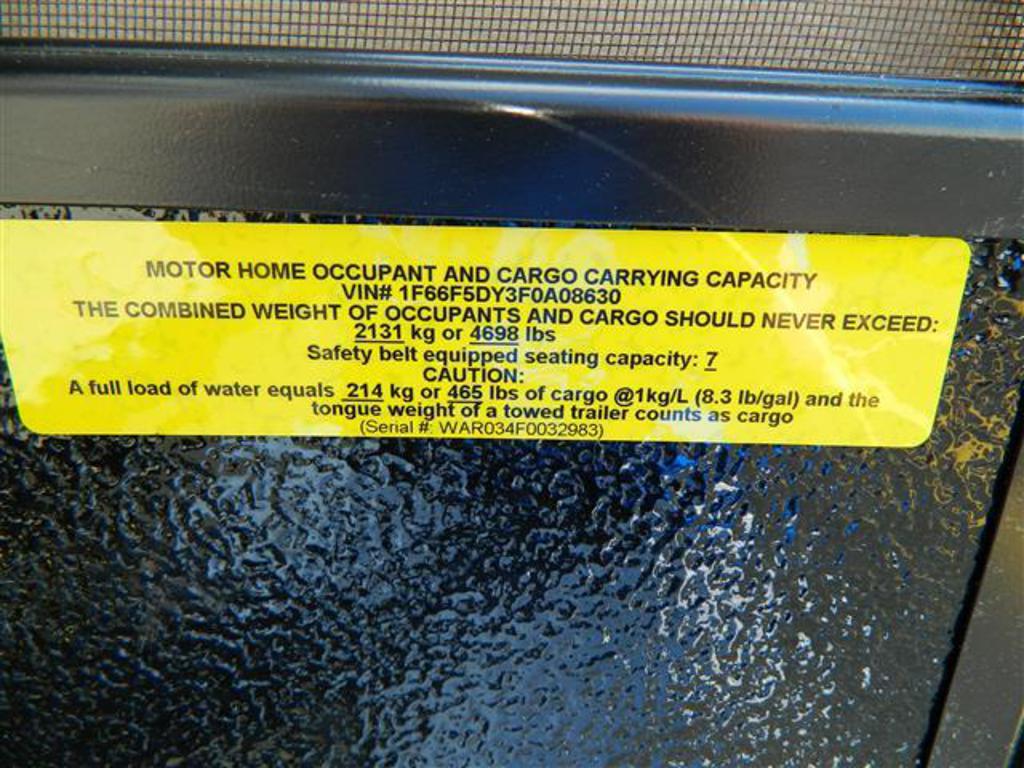 MOTOR HOME OCCUPANT AND CARGO CARRYING CAPACITY
VIN# 1F66F5DY3F0A08630
THE COMBINED WEIGHT OF OCCUPANTS AND CARGO SHOULD NEVER EXCEED:
2131 kg or 4698 lbs
Safety belt equipped seating capacity: 7
CAUTION:
A full load of water equals 214 kg or 465 lbs of cargo @1kg/L (8.3 lb/gal) and the
tongue weight of a towed trailer counts as cargo
(Serial #: WAR034F0032983)